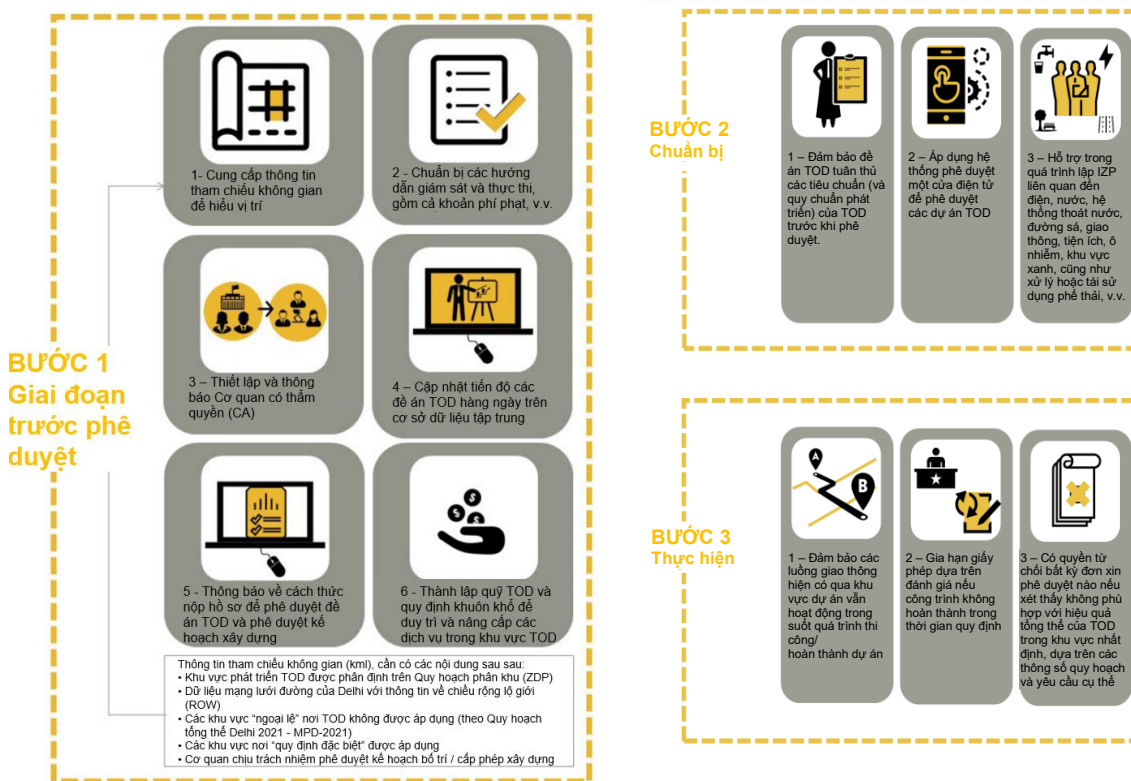 BƯỚC 1
Giai đoạn
trước phê
duyệt
1- Cung cấp thông tin
tham chiếu không gian
để hiểu vị trí
2 - Chuẩn bị các hướng
dẫn giám sát và thực thi,
gồm cả khoản phí phạt, v.v.
3 – Thiết lập và thông
báo Cơ quan có thẩm
quyền (CA)
4 – Cập nhật tiến độ các
đề án TOD hàng ngày trên
cơ sở dữ liệu tập trung
5 - Thông báo về cách thức
nộp hồ sơ để phê duyệt đề
án TOD và phê duyệt kế
hoạch xây dựng
6 - Thành lập quỹ TOD và
quy định khuôn khổ để
duy trì và nâng cấp các
dịch vụ trong khu vực TOD
Thông tin tham chiếu không gian (kml), cần có các nội dung sau sau:
• Khu vực phát triển TOD được phân định trên Quy hoạch phân khu (ZDP)
• Dữ liệu mạng lưới đường của Delhi với thông tin về chiều rộng lộ giới
(ROW)
• Các khu vực “ngoại lệ” nơi TOD không được áp dụng (theo Quy hoạch
tổng thể Delhi 2021 - MPD-2021)
• Các khu vực nơi “quy định đặc biệt” được áp dụng
• Cơ quan chịu trách nhiệm phê duyệt kế hoạch bố trí / cấp phép xây dựng
BƯỚC 2
Chuẩn bị
1 – Đảm bảo đề
án TOD tuân thủ
các tiêu chuẩn (và
quy chuẩn phát
triển) của TOD
trước khi phê
duyệt.
2 – Áp dụng hệ
thống phê duyệt
một cửa điện tử
để phê duyệt
các dự án TOD
3 – Hỗ trợ trong
quá trình lập IZP
liên quan đến
điện, nước, hệ
thống thoát nước,
đường sá, giao
thông, tiện ích, ô
nhiễm, khu vực
xanh, cũng như
xử lý hoặc tái sử
dụng phế thải, v.v.
BƯỚC 3
Thực hiện
A
B
1 – Đảm bảo các
luồng giao thông
hiện có qua khu
vực dự án vẫn
hoạt động trong
suốt quá trình thi
công/
hoàn thành dự án
2 – Gia hạn giấy
phép dựa trên
đánh giá nếu
công trình không
hoàn thành trong
thời gian quy định
3 – Có quyền từ
chối bất kỳ đơn xin
phê duyệt nào nếu
xét thấy không phù
hợp với hiệu quả
tổng thể của TOD
trong khu vực nhất
định, dựa trên các
thông số quy hoạch
và yêu cầu cụ thể